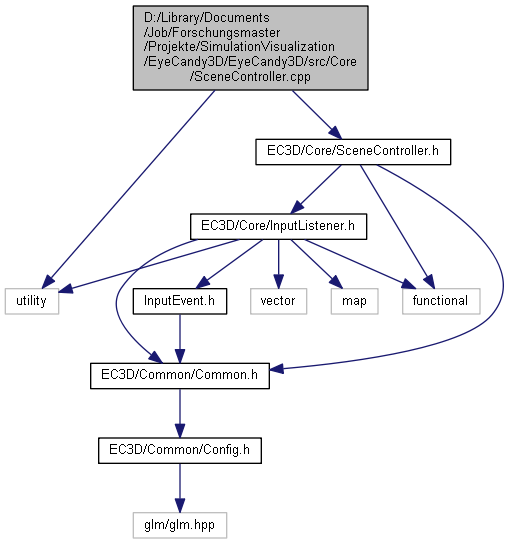 D:/Library/Documents
/Job/Forschungsmaster
/Projekte/SimulationVisualization
/EyeCandy3D/EyeCandy3D/src/Core
/SceneController.cpp
EC3D/Core/SceneController.h
EC3D/Core/InputListener.h
utility
InputEvent.h
vector
map
functional
EC3D/Common/Common.h
EC3D/Common/Config.h
glm/glm.hpp